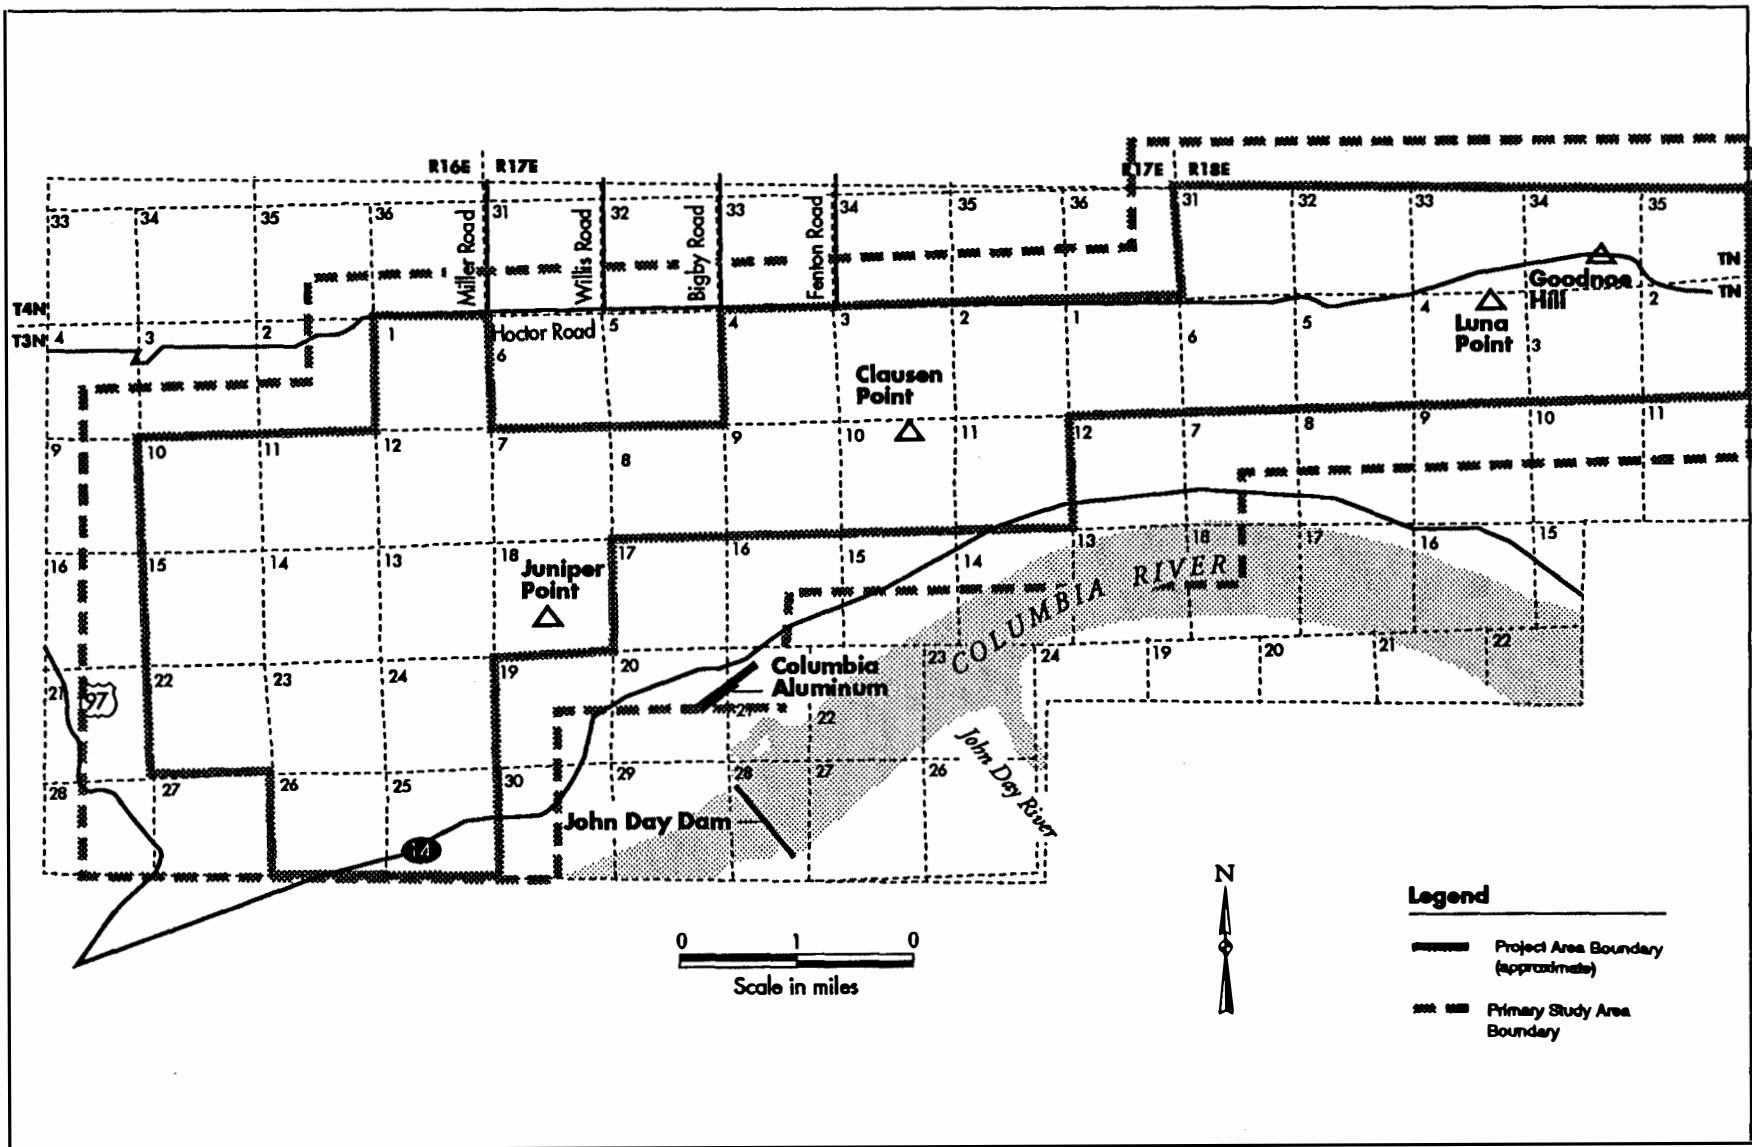 R16E R17E
R17E R18E
33 34 35 36 31 32 33 34 35 36 31 32 33 34 35
Miller Road
Willis Road
Bigby Road
Fenton Road
T4N
T3N
TN
TN
Goodnoe
Hill
Luna
Point
4 3 2 1 6 5 4 3 2 1 6 5 4 3 2
Hoctor Road
Clausen
Point
9 10 11 12 7 8 9 10 11 12 7 8 9 10 11
16 15 14 13 18 17 16 15 14 13 18 17 16 15
Juniper
Point
COLUMBIA RIVER
21 22 23 24 19 20 21 22 23 24 19 20 21 22
97
Columbia
Aluminum
28 27 26 25 30 29 28 27 26
John Day River
John Day Dam
14
N
0 1 0
Scale in miles
Legend
Project Area Boundary
(approximate)
Primary Study Area
Boundary